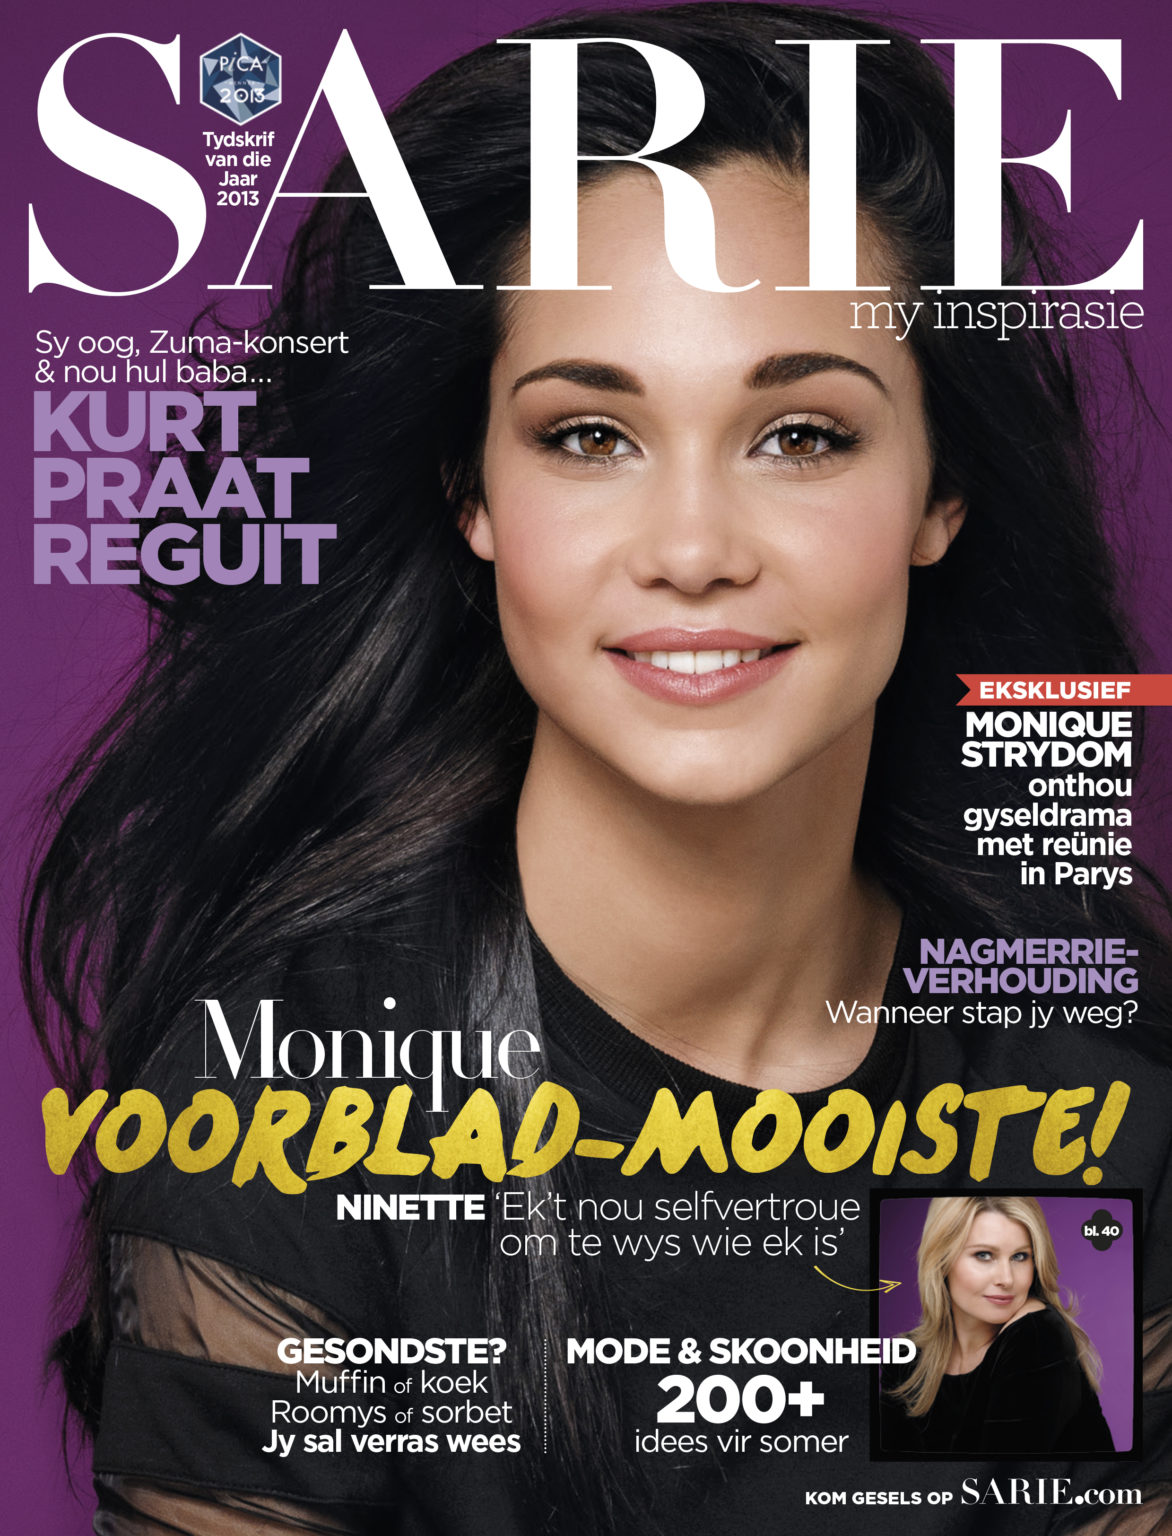 SARIE
PiCA
WINNER
2013
Tydskrif
van die
Jaar
2013
my inspirasie
Sy oog, Zuma-konsert
& nou hul baba...
KURT
PRAAT
REGUIT
EKSKLUSIEF
MONIQUE
STRYDOM
onthou
gyseldrama
met reünie
in Parys
NAGMERRIE-
VERHOUDING
Wanneer stap jy weg?
Monique
VOORBLAD-MOOISTE!
NINETTE ‘Ek’t nou selfvertroue
om te wys wie ek is’
bl. 40
GESONDSTE?
Muffin of koek
Roomys of sorbet
Jy sal verras wees
MODE & SKOONHEID
200+
idees vir somer
KOM GESELS OP SARIE.com